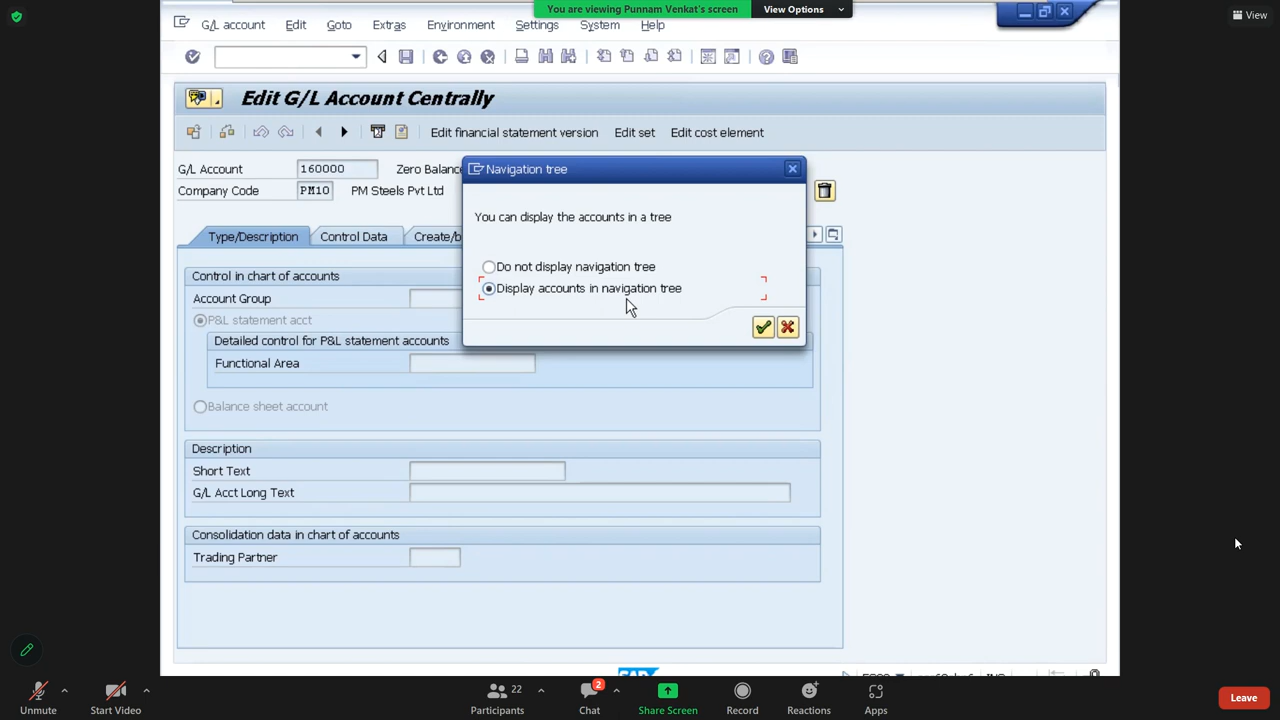 You are viewing Punnam Venkat's screen
View Options
View
G/L account Edit Goto Extras Environment Settings System Help
Edit G/L Account Centrally
Edit financial statement version Edit set Edit cost element
G/L Account 160000 Zero Balanc
Company Code PM10 PM Steels Pvt Ltd
Navigation tree
You can display the accounts in a tree
Do not display navigation tree
Display accounts in navigation tree
Type/Description Control Data Create/b
Control in chart of accounts
Account Group
P&L statement acct
Detailed control for P&L statement accounts
Functional Area
Balance sheet account
Description
Short Text
G/L Acct Long Text
Consolidation data in chart of accounts
Trading Partner
SAP
22
2
Unmute Start Video Participants Chat Share Screen Record Reactions Apps Leave